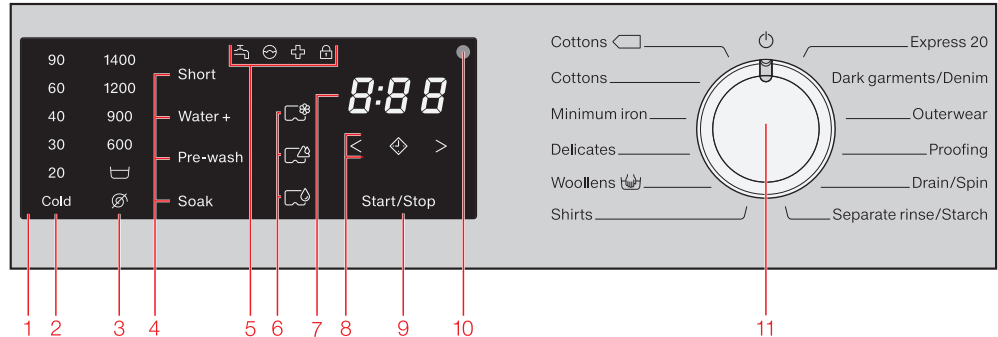 90 1400
60 1200
40 900
30 600
20
Cold
Short
Water +
Pre-wash
Soak
8:88
< >
Start/Stop
Cottons
Cottons
Minimum iron
Delicates
Woollens
Shirts
Express 20
Dark garments/Denim
Outerwear
Proofing
Drain/Spin
Separate rinse/Starch
1 2 3 4 5 6 7 8 9 10 11